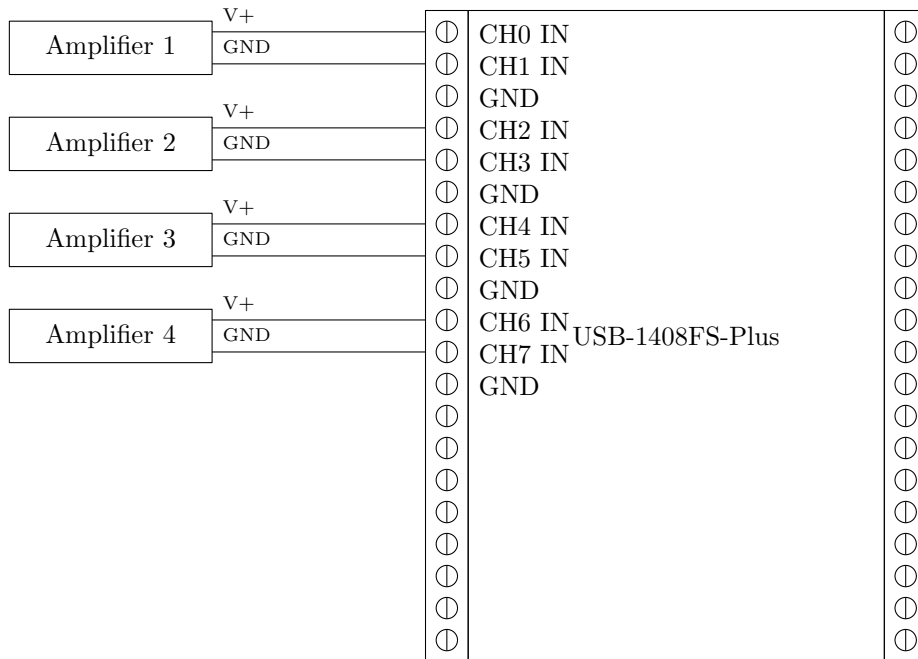 V+
Amplifier 1
GND
V+
Amplifier 2
GND
V+
Amplifier 3
GND
V+
Amplifier 4
GND
CH0 IN
CH1 IN
GND
CH2 IN
CH3 IN
GND
CH4 IN
CH5 IN
GND
CH6 IN
CH7 IN
GND
USB-1408FS-Plus